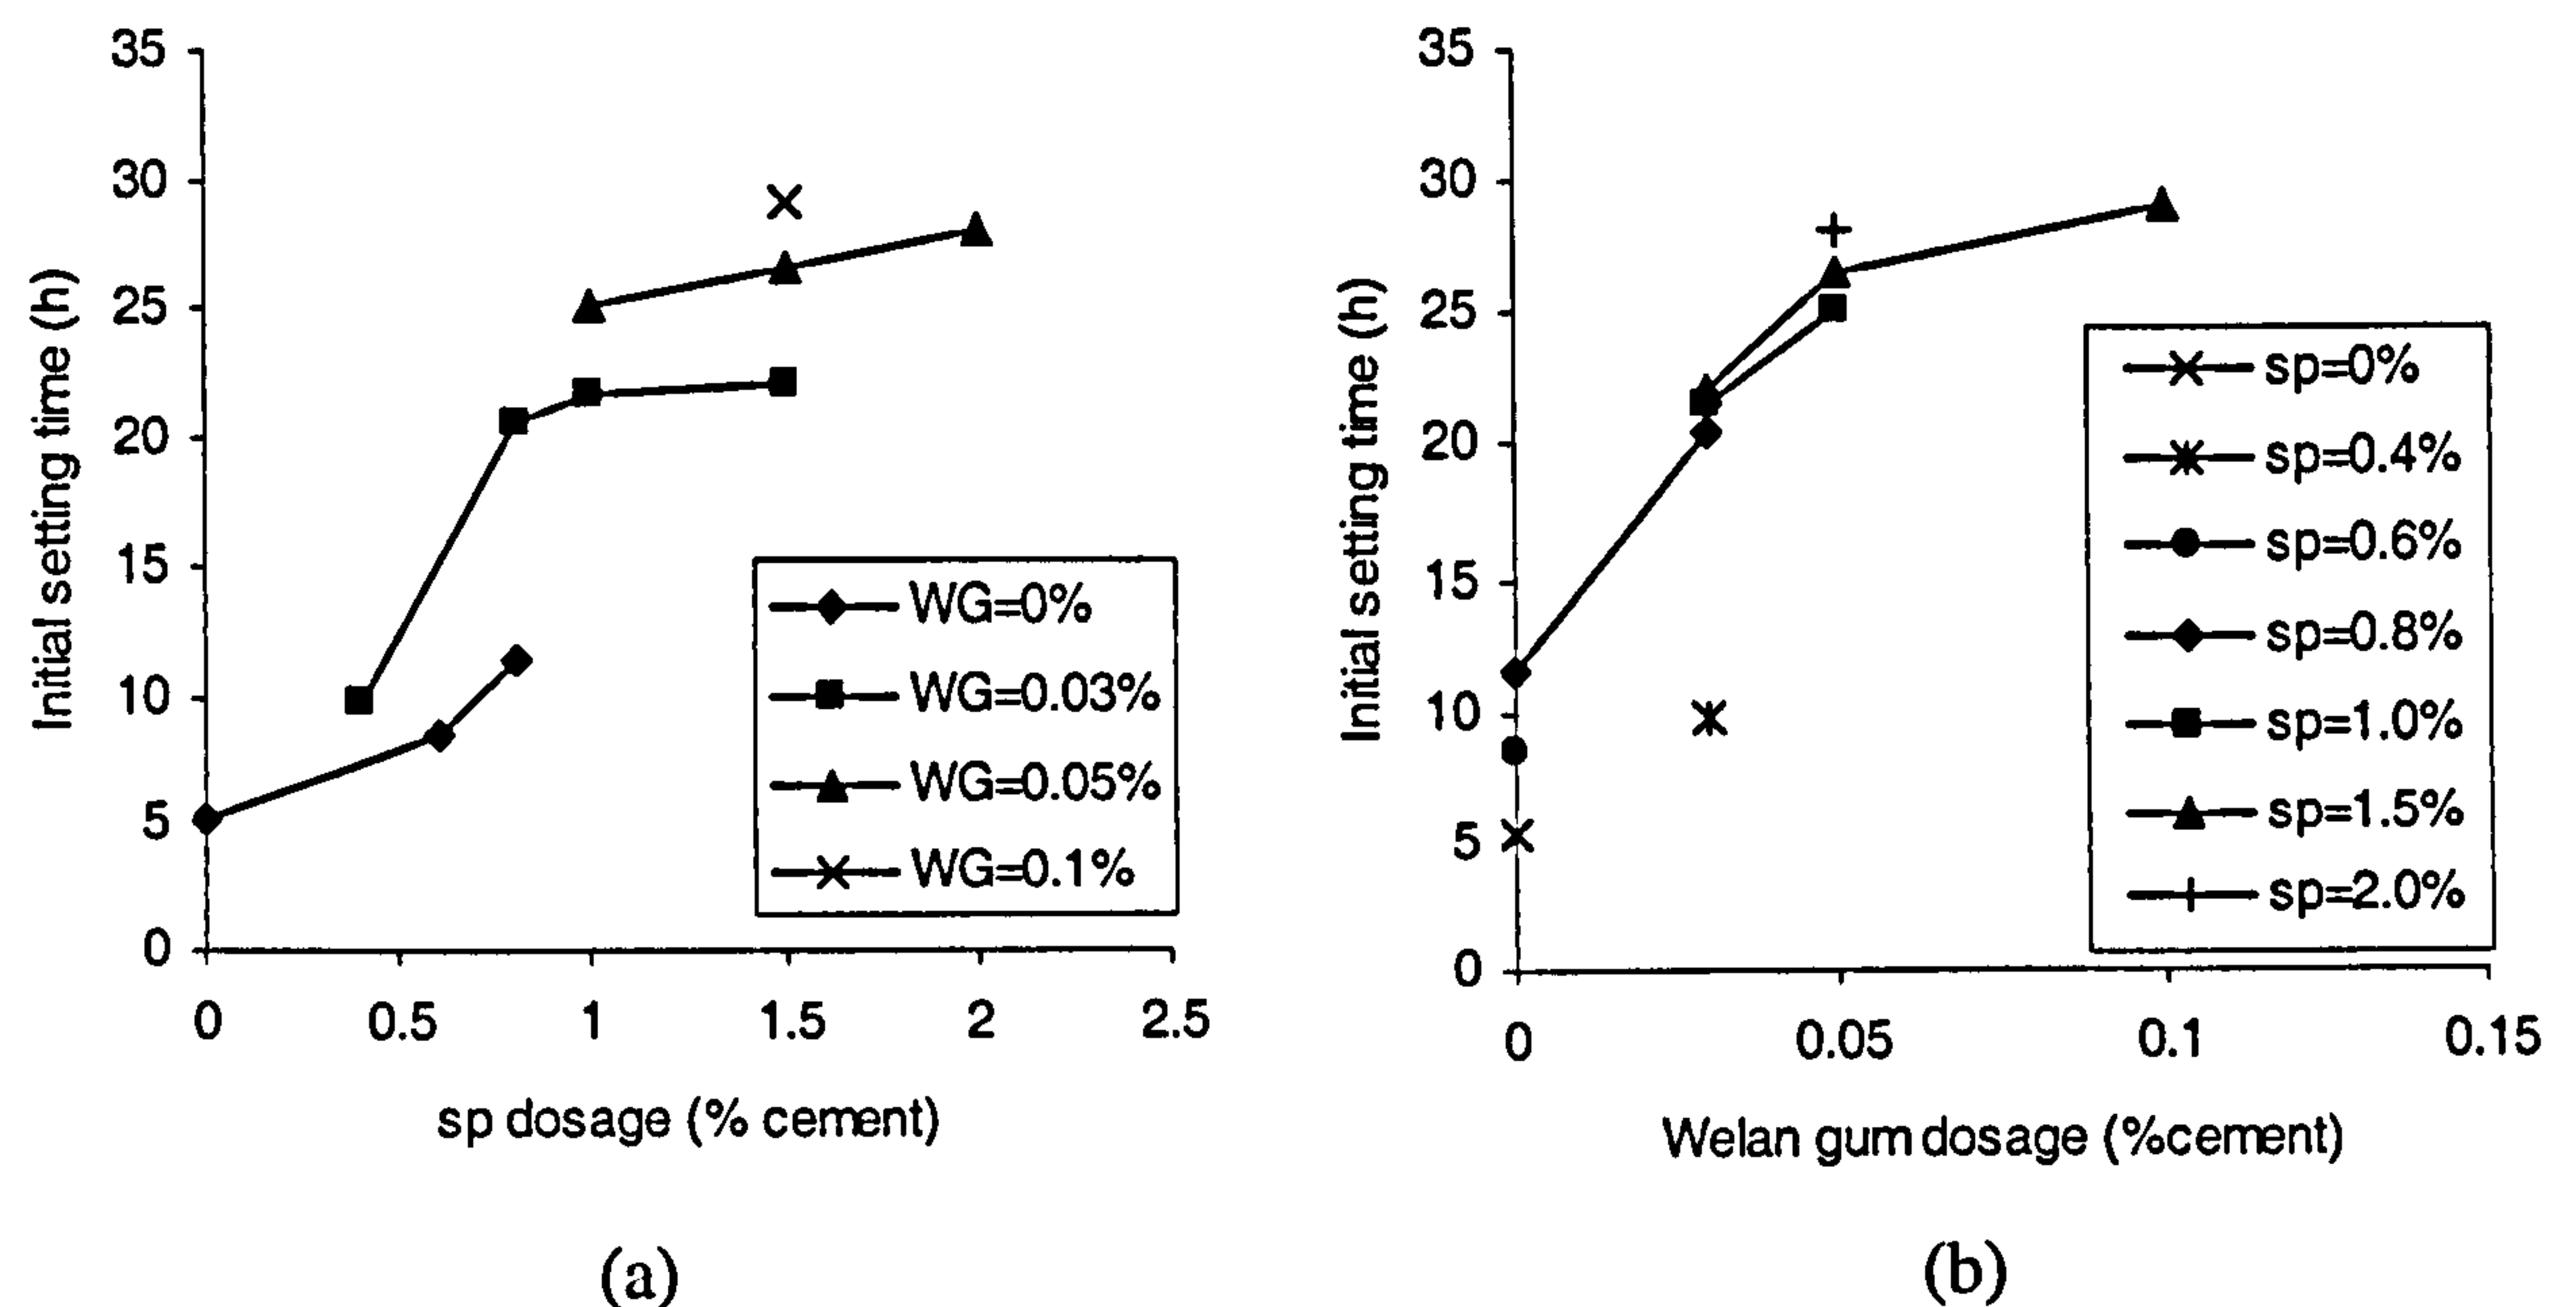 35
30
25
20
15
10
5
0
Initial setting time (h)
0 0.5 1 1.5 2 2.5
sp dosage (% cement)
WG=0%
WG=0.03%
WG=0.05%
WG=0.1%
(a)
35
30
25
20
15
10
5
0
Initial setting time (h)
0 0.05 0.1 0.15
Welan gum dosage (%cement)
sp=0%
sp=0.4%
sp=0.6%
sp=0.8%
sp=1.0%
sp=1.5%
sp=2.0%
(b)